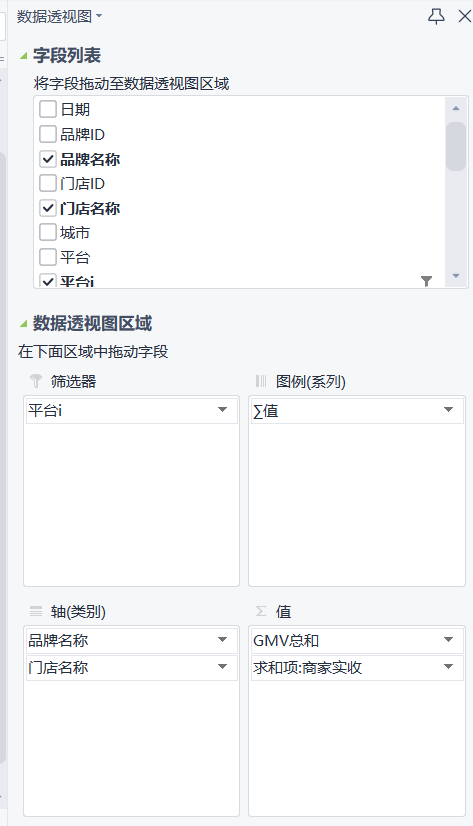 数据透视图
字段列表
将字段拖动至数据透视图区域
日期
品牌ID
品牌名称
门店ID
门店名称
城市
平台
平台i
数据透视图区域
在下面区域中拖动字段
筛选器
图例(系列)
平台i
∑值
轴(类别)
Σ 值
品牌名称
GMV总和
门店名称
求和项:商家实收